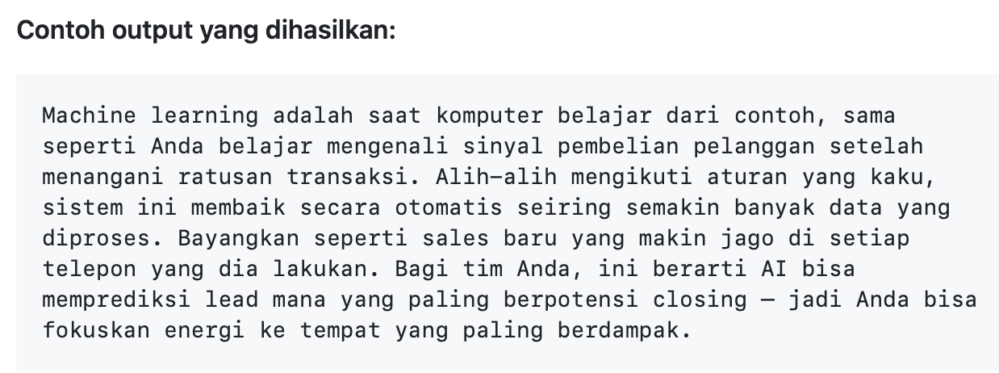 Contoh output yang dihasilkan:
Machine learning adalah saat komputer belajar dari contoh, sama
seperti Anda belajar mengenali sinyal pembelian pelanggan setelah
menangani ratusan transaksi. Alih-alih mengikuti aturan yang kaku,
sistem ini membaik secara otomatis seiring semakin banyak data yang
diproses. Bayangkan seperti sales baru yang makin jago di setiap
telepon yang dia lakukan. Bagi tim Anda, ini berarti AI bisa
memprediksi lead mana yang paling berpotensi closing — jadi Anda bisa
fokuskan energi ke tempat yang paling berdampak.